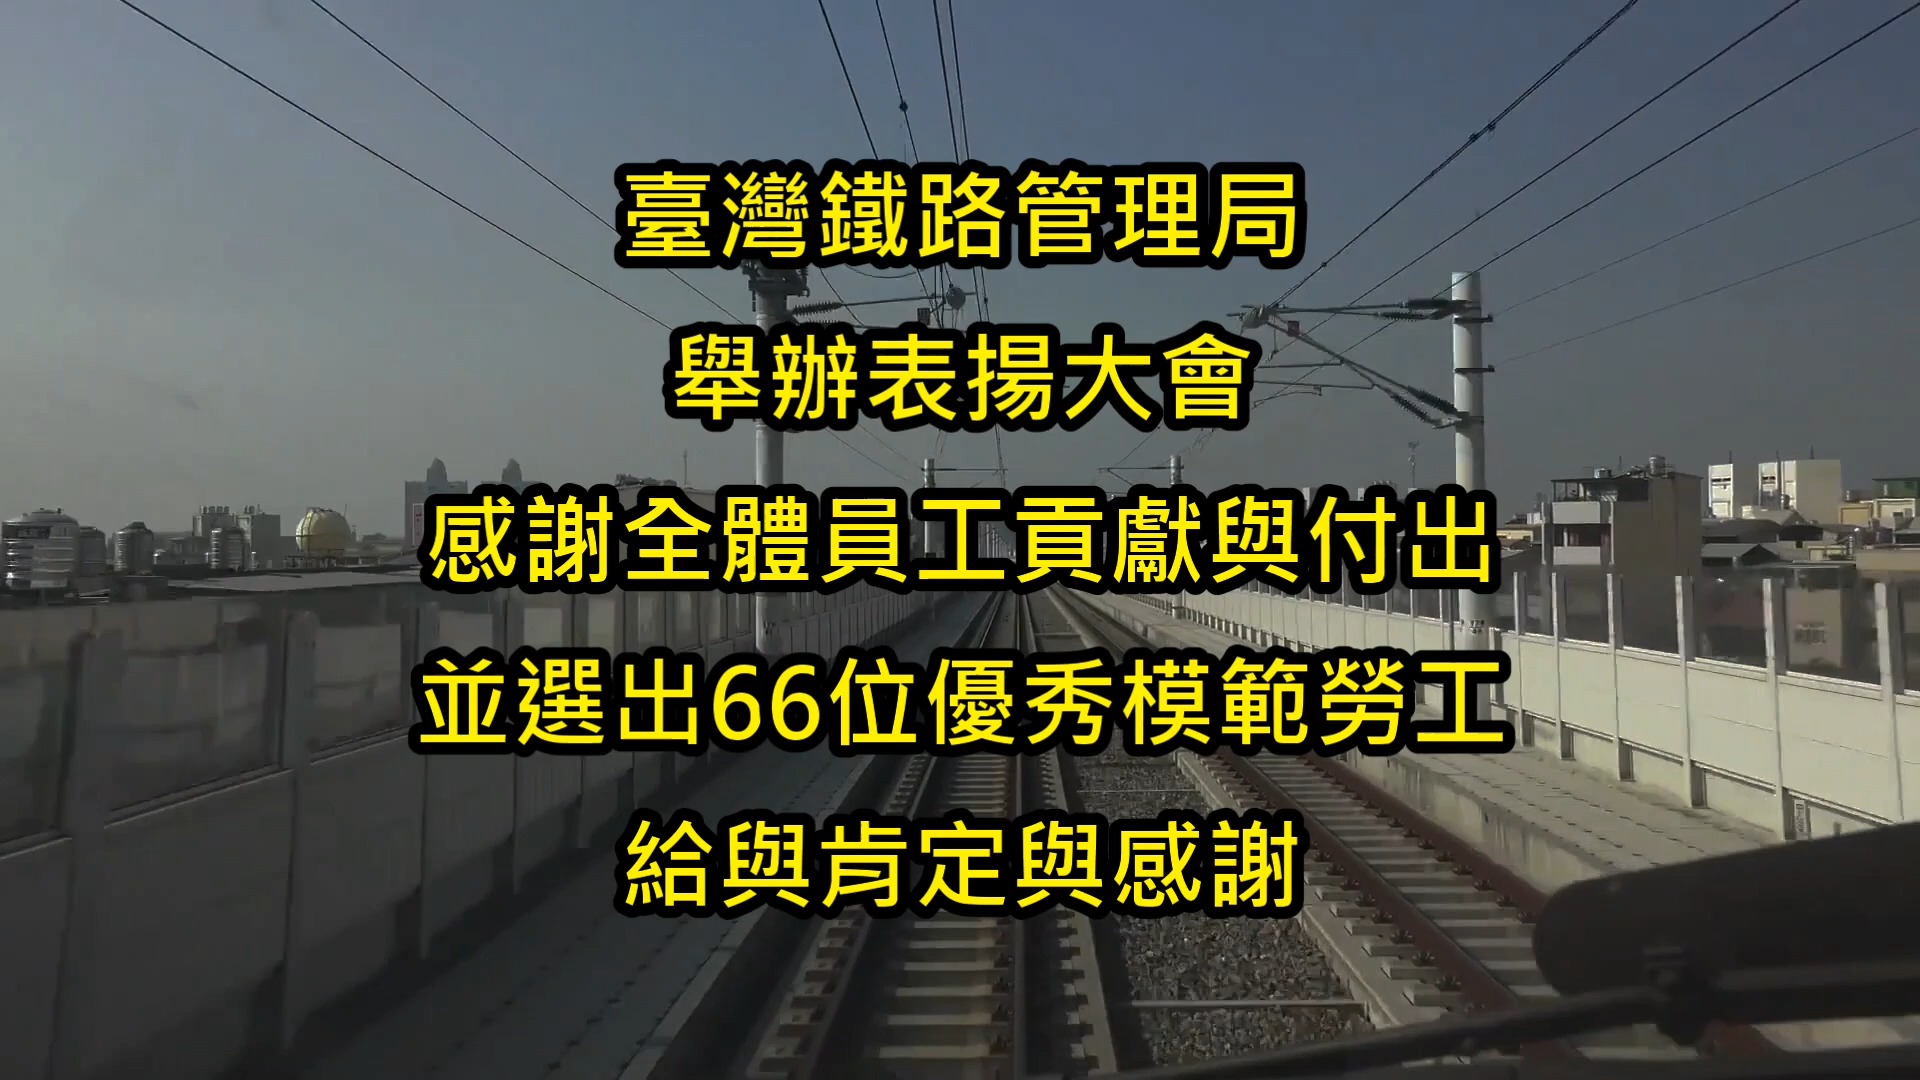 臺灣鐵路管理局
舉辦表揚大會
感謝全體員工貢獻與付出
並選出66位優秀模範勞工
給與肯定與感謝